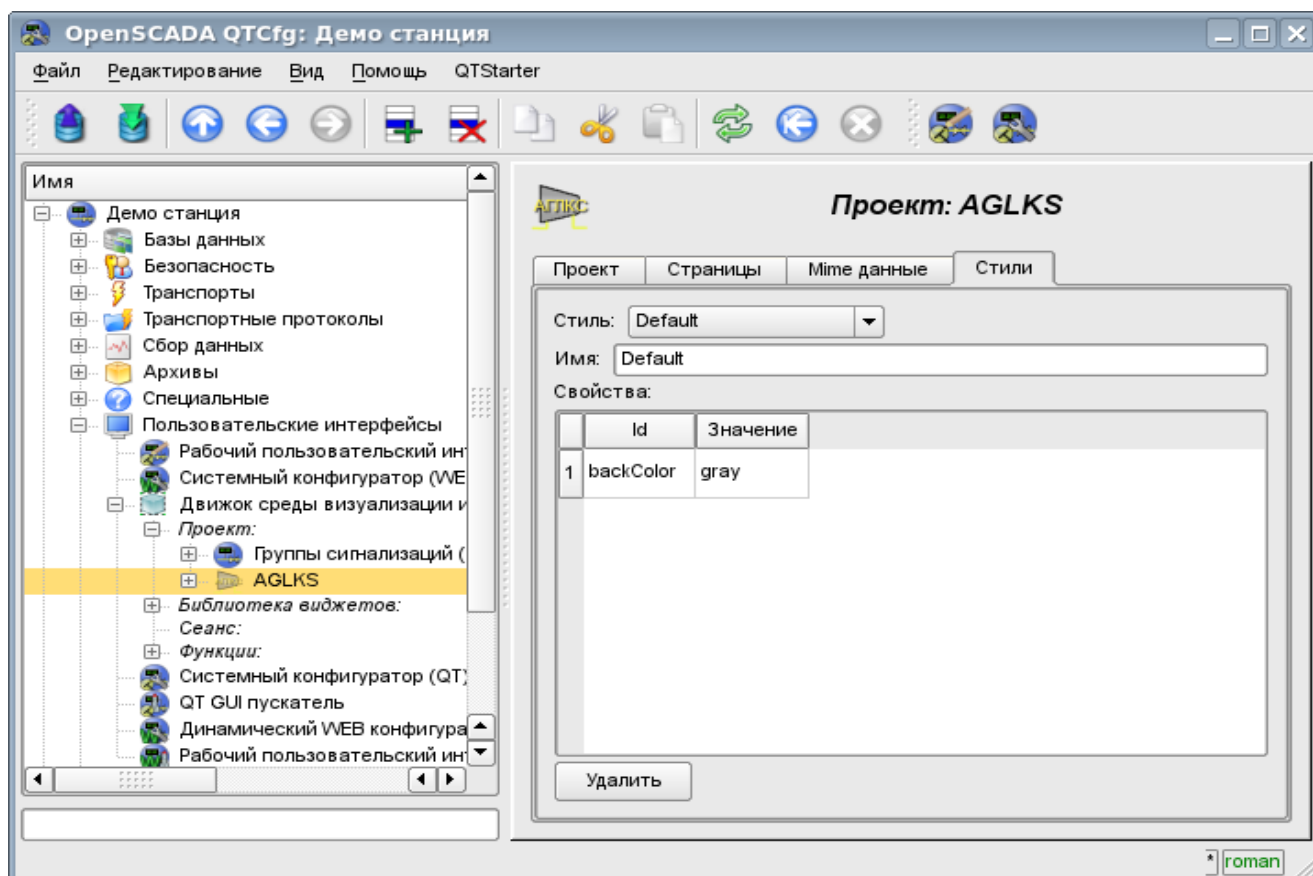 OpenSCADA QTCfg: Демо станция
Файл Редактирование Вид Помощь QTStarter
Имя
Демо станция
Базы данных
Безопасность
Транспорты
Транспортные протоколы
Сбор данных
Архивы
Специальные
Пользовательские интерфейсы
Рабочий пользовательский ин
Системный конфигуратор (WE
Движок среды визуализации и
Проект:
Группы сигнализаций (
AGLKS
Библиотека виджетов:
Сеанс:
Функции:
Системный конфигуратор (QT)
QT GUI пускатель
Динамический WEB конфигура
Рабочий пользовательский ин
АГЛКС
Проект: AGLKS
Проект Страницы Mime данные Стили
Стиль: Default
Имя: Default
Свойства:
Id Значение
1 backColor gray
Удалить
* roman